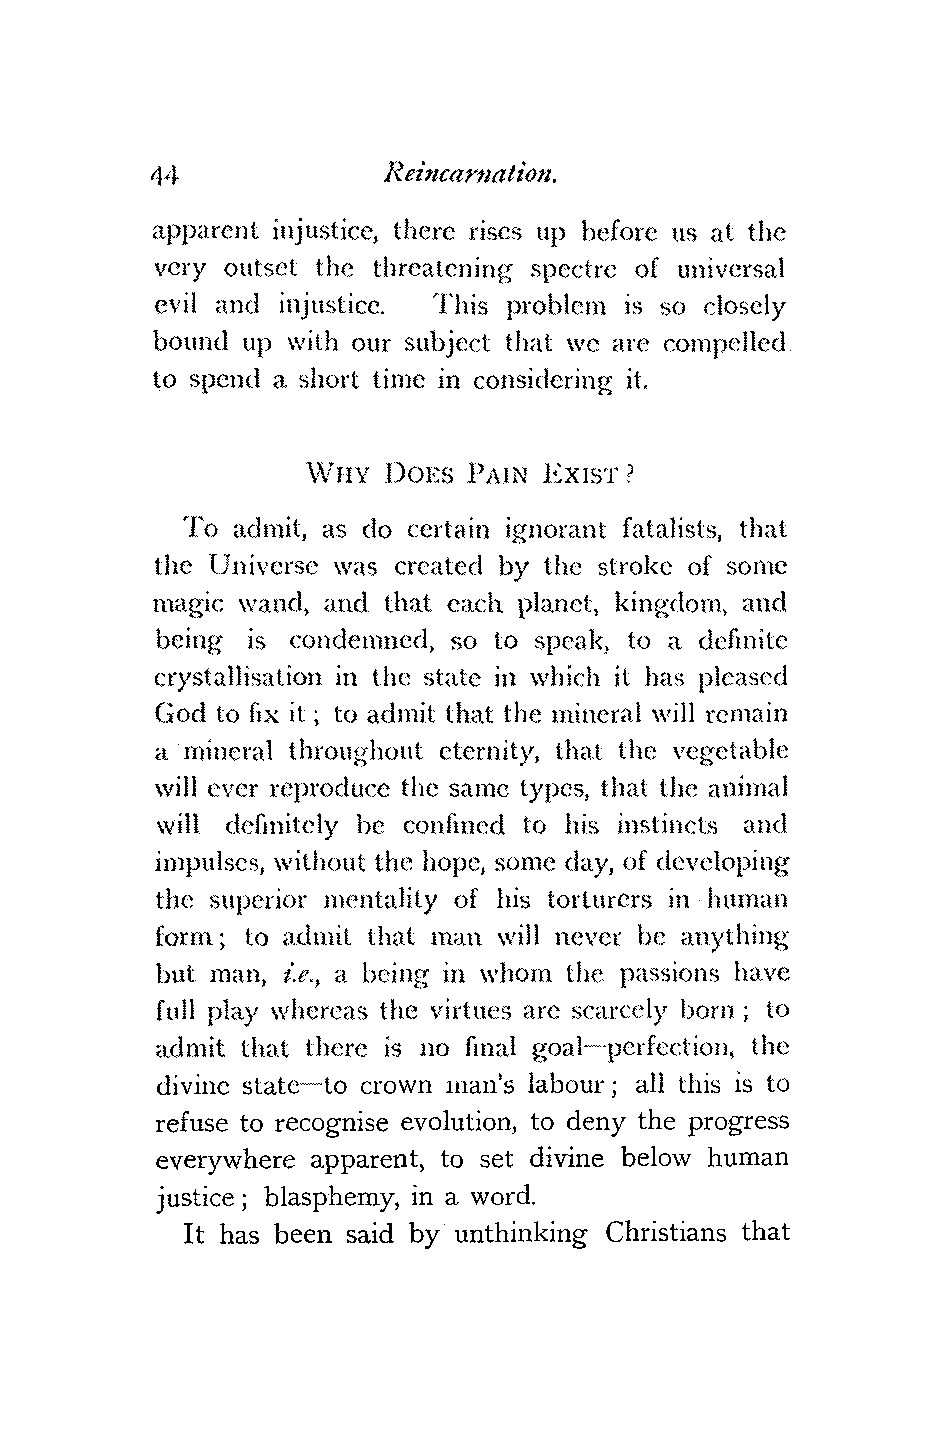 44 Reincarnation.
apparent injustice, there rises up before us at the
very outset the threatening spectre of universal
evil and injustice. This problem is so closely
bound up with our subject that we are compelled
to spend a short time in considering it.
WHY DOES PAIN EXIST?
To admit, as do certain ignorant fatalists, that
the Universe was created by the stroke of some
magic wand, and that each planet, kingdom, and
being is condemned, so to speak, to a definite
crystallisation in the state in which it has pleased
God to fix it; to admit that the mineral will remain
a mineral throughout eternity, that the vegetable
will ever reproduce the same types, that the animal
will definitely be confined to his instincts and
impulses, without the hope, some day, of developing
the superior mentality of his torturers in human
form; to admit that man will never be anything
but man, i.e., a being in whom the passions have
full play whereas the virtues are scarcely born; to
admit that there is no final goal—perfection, the
divine state—to crown man's labour; all this is to
refuse to recognise evolution, to deny the progress
everywhere apparent, to set divine below human
justice; blasphemy, in a word.
It has been said by unthinking Christians that